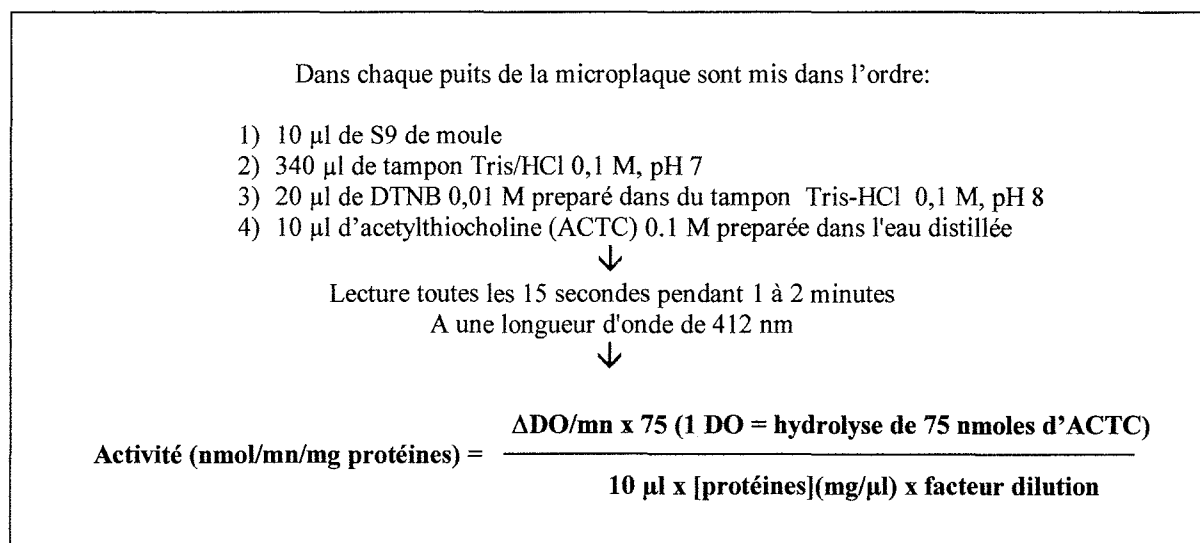 Dans chaque puits de la microplaque sont mis dans l'ordre:
1) 10 µl de S9 de moule
2) 340 µl de tampon Tris/HCl 0,1 M, pH 7
3) 20 µl de DTNB 0,01 M preparé dans du tampon Tris-HCl 0,1 M, pH 8
4) 10 µl d'acetylthiocholine (ACTC) 0.1 M preparée dans l'eau distillée
↓
Lecture toutes les 15 secondes pendant 1 à 2 minutes
A une longueur d'onde de 412 nm
↓
ΔDO/mn x 75 (1 DO = hydrolyse de 75 nmoles d'ACTC)
Activité (nmol/mn/mg protéines) =
10 µl x [protéines](mg/µl) x facteur dilution